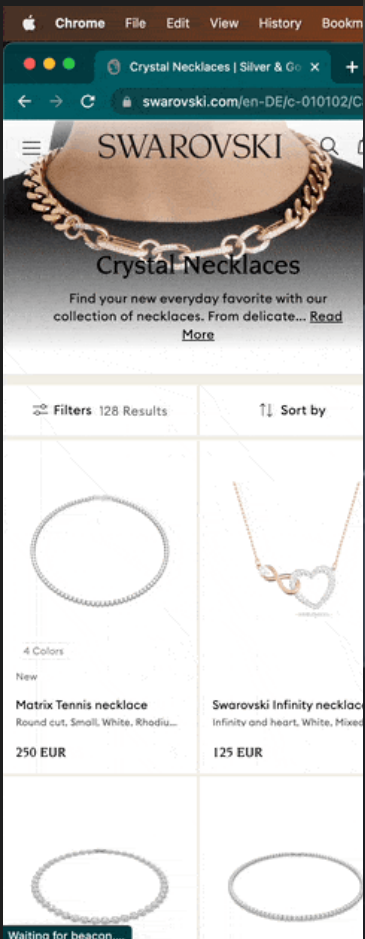 Chrome File Edit View History Bookm
Crystal Necklaces | Silver & Go
swarovski.com/en-DE/c-010102/C
SWAROVSKI
Crystal Necklaces
Find your new everyday favorite with our
collection of necklaces. From delicate... Read
More
Filters 128 Results
Sort by
4 Colors
New
Matrix Tennis necklace
Round cut, Small, White, Rhodiu...
250 EUR
Swarovski Infinity necklace
Infinity and heart, White, Mixed
125 EUR
Waiting for beacon...